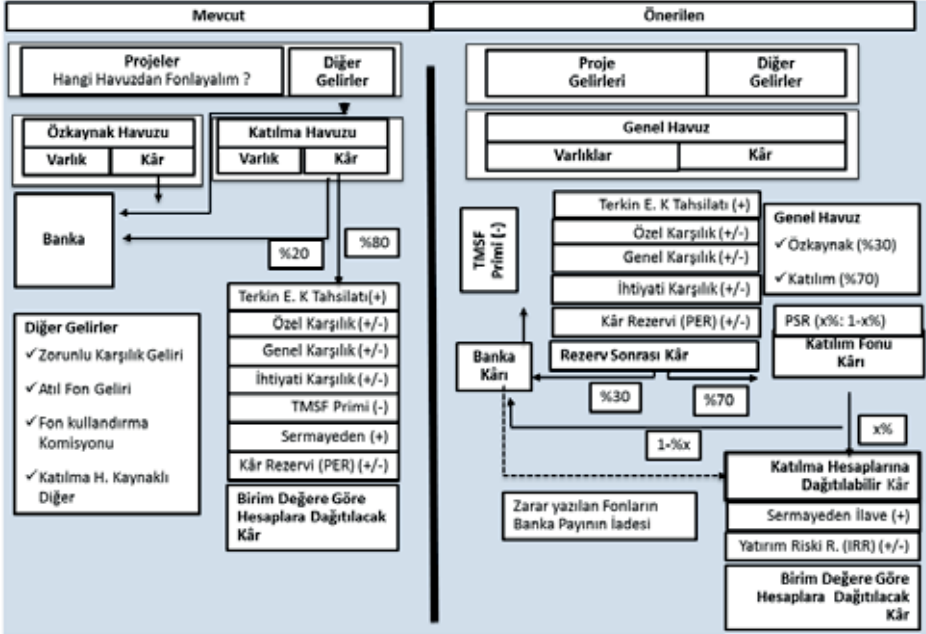 Mevcut
Önerilen
Projeler
Hangi Havuzdan Fonlayalım ?
Diğer
Gelirler
Özkaynak Havuzu
Varlık
Kâr
Katılma Havuzu
Varlık
Kâr
Banka
%20
%80
Terkin E. K Tahsilatı(+)
Özel Karşılık (+/-)
Genel Karşılık (+/-)
İhtiyati Karşılık (+/-)
TMSF Primi (-)
Sermayeden (+)
Kâr Rezervi (PER) (+/-)
Birim Değere Göre
Hesaplara Dağıtılacak
Kâr
Diğer Gelirler
✓Zorunlu Karşılık Geliri
✓Atıl Fon Geliri
✓Fon kullandırma
Komisyonu
✓Katılma H. Kaynaklı
Diğer
Proje
Gelirleri
Diğer
Gelirler
Genel Havuz
Varlıklar
Kâr
TMSF
Primi (-)
Terkin E. K Tahsilatı (+)
Özel Karşılık (+/-)
Genel Karşılık (+/-)
İhtiyati Karşılık (+/-)
Kâr Rezervi (PER) (+/-)
Rezerv Sonrası Kâr
Genel Havuz
✓Özkaynak (%30)
✓Katılım (%70)
PSR (x%: 1-x%)
Katılım Fonu
Kârı
Banka
Kârı
%30
%70
1-%x
x%
Katılma Hesaplarına
Dağıtılabilir Kâr
Sermayeden İlave (+)
Yatırım Riski R. (IRR) (+/-)
Birim Değere Göre
Hesaplara Dağıtılacak
Kâr
Zarar yazılan Fonların
Banka Payının İadesi